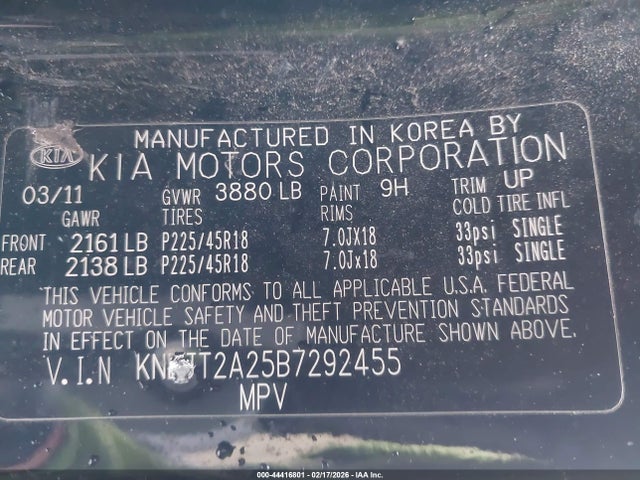 MANUFACTURED IN KOREA BY
KIA KIA MOTORS CORPORATION
03/11 GVWR 3880 LB PAINT 9H TRIM UP
GAWR TIRES RIMS COLD TIRE INFL
FRONT 2161 LB P225/45R18 7.0JX18 33psi SINGLE
REAR 2138 LB P225/45R18 7.0Jx18 33psi SINGLE
THIS VEHICLE CONFORMS TO ALL APPLICABLE U.S.A. FEDERAL
MOTOR VEHICLE SAFETY AND THEFT PREVENTION STANDARDS
IN EFFECT ON THE DATE OF MANUFACTURE SHOWN ABOVE.
V.I.N
MPV
000-44416801 - 02/17/2026 - IAA Inc.